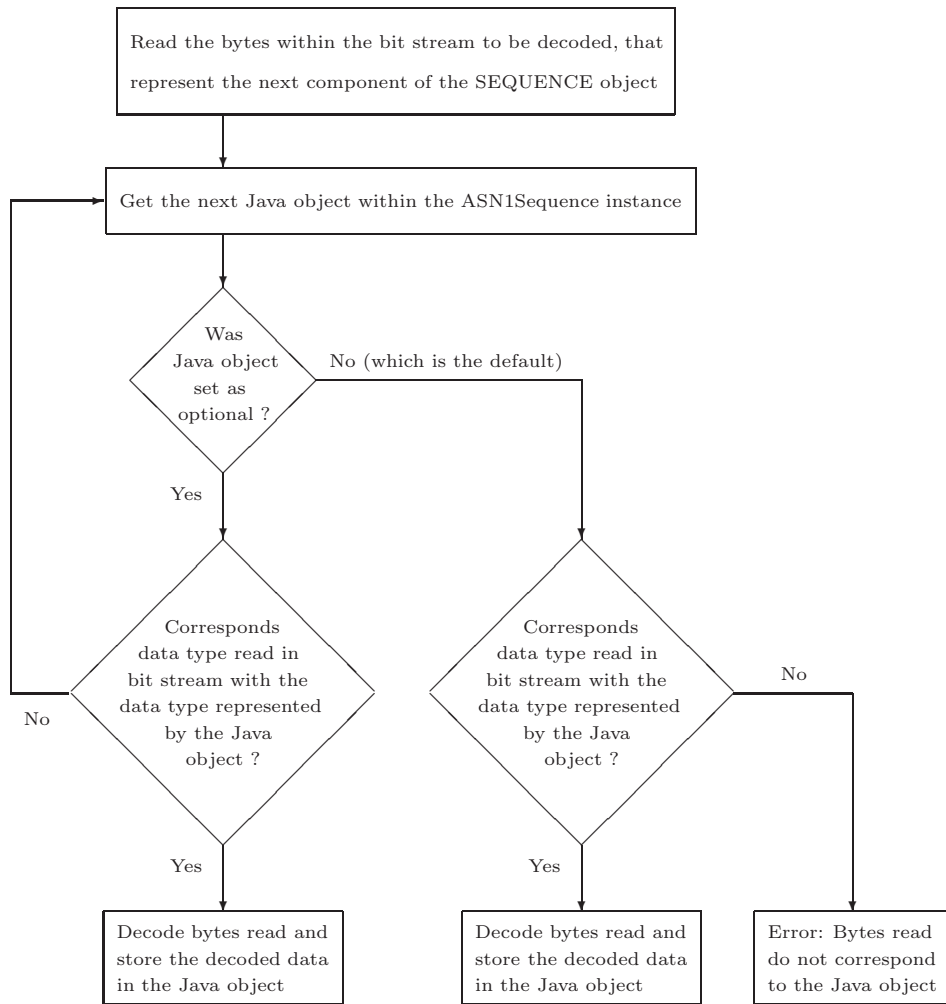 Read the bytes within the bit stream to be decoded, that
represent the next component of the SEQUENCE object
Get the next Java object within the ASN1Sequence instance
Was
Java object
set as
optional ?
No (which is the default)
Yes
Corresponds
data type read in
bit stream with the
data type represented
by the Java
object ?
No
Yes
Corresponds
data type read in
bit stream with the
data type represented
by the Java
object ?
No
Yes
Decode bytes read and
store the decoded data
in the Java object
Decode bytes read and
store the decoded data
in the Java object
Error: Bytes read
do not correspond
to the Java object